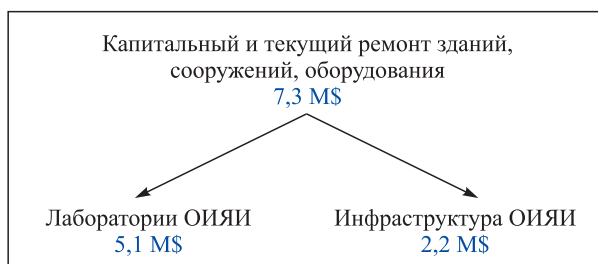 Капитальный и текущий ремонт зданий,
сооружений, оборудования
7,3 М$
Лаборатории ОИЯИ
5,1 М$
Инфраструктура ОИЯИ
2,2 М$